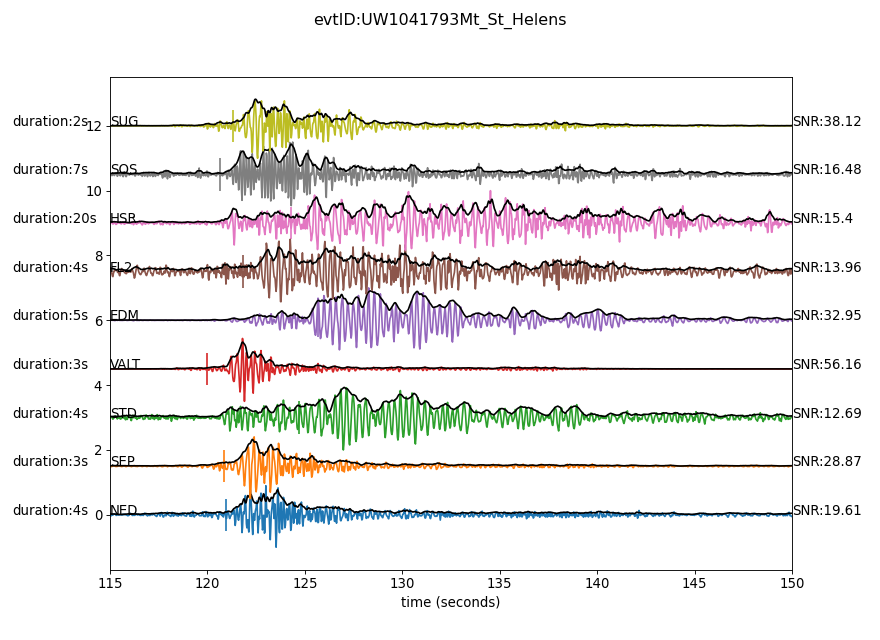 evtID:UW1041793Mt_St_Helens
duration:2s 12 SUG SNR:38.12
duration:7s SOS SNR:16.48
10
duration:20s HSR SNR:15.4
duration:4s FL2 SNR:13.96
8
duration:5s EDM SNR:32.95
6
duration:3s VALT SNR:56.16
4
duration:4s STD SNR:12.69
2
duration:3s SEP SNR:28.87
duration:4s NED SNR:19.61
0
115 120 125 130 135 140 145 150
time (seconds)